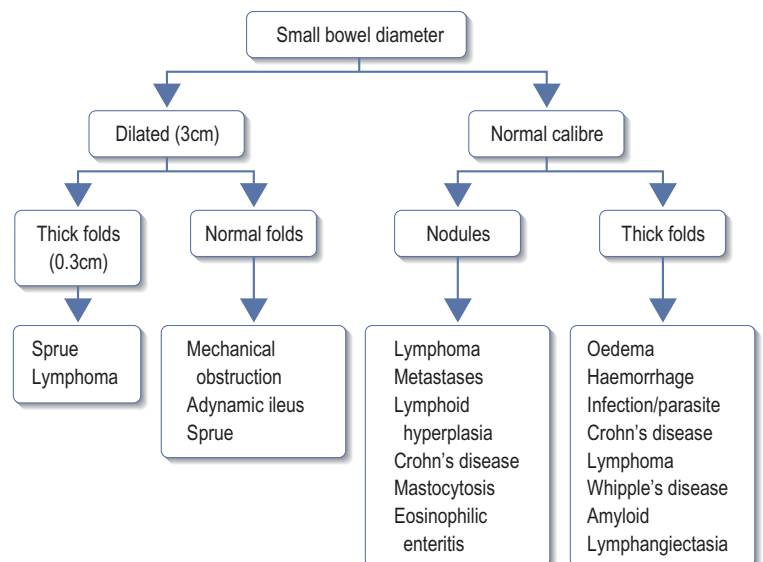 Small bowel diameter
Dilated (3cm)
Normal calibre
Thick folds
(0.3cm)
Normal folds
Nodules
Thick folds
Sprue
Lymphoma
Mechanical
obstruction
Adynamic ileus
Sprue
Lymphoma
Metastases
Lymphoid
hyperplasia
Crohn's disease
Mastocytosis
Eosinophilic
enteritis
Oedema
Haemorrhage
Infection/parasite
Crohn's disease
Lymphoma
Whipple's disease
Amyloid
Lymphangiectasia